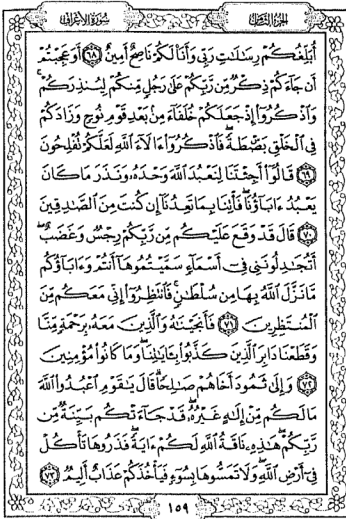 الجزء الثامن
سورة الأعراف
أُبَلِّغُكُمْ رِسَٰلَٰتِ رَبِّى وَأَنَا۠ لَكُمْ نَاصِحٌ أَمِينٌ ﴿٦٨﴾ أَوَعَجِبْتُمْ
أَن جَآءَكُمْ ذِكْرٌ مِّن رَّبِّكُمْ عَلَىٰ رَجُلٍ مِّنكُمْ لِيُنذِرَكُمْ ۚ
وَٱذْكُرُوٓا۟ إِذْ جَعَلَكُمْ خُلَفَآءَ مِنۢ بَعْدِ قَوْمِ نُوحٍ وَزَادَكُمْ
فِى ٱلْخَلْقِ بَصْۜطَةً ۖ فَٱذْكُرُوٓا۟ ءَالَآءَ ٱللَّهِ لَعَلَّكُمْ تُفْلِحُونَ
﴿٦٩﴾ قَالُوٓا۟ أَجِئْتَنَا لِنَعْبُدَ ٱللَّهَ وَحْدَهُۥ وَنَذَرَ مَا كَانَ
يَعْبُدُ ءَابَآؤُنَا ۖ فَأْتِنَا بِمَا تَعِدُنَآ إِن كُنتَ مِنَ ٱلصَّٰدِقِينَ
﴿٧٠﴾ قَالَ قَدْ وَقَعَ عَلَيْكُم مِّن رَّبِّكُمْ رِجْسٌ وَغَضَبٌ ۖ
أَتُجَٰدِلُونَنِى فِىٓ أَسْمَآءٍ سَمَّيْتُمُوهَآ أَنتُمْ وَءَابَآؤُكُم
مَّا نَزَّلَ ٱللَّهُ بِهَا مِن سُلْطَٰنٍ ۚ فَٱنتَظِرُوٓا۟ إِنِّى مَعَكُم مِّنَ
ٱلْمُنتَظِرِينَ ﴿٧١﴾ فَأَنجَيْنَٰهُ وَٱلَّذِينَ مَعَهُۥ بِرَحْمَةٍ مِّنَّا
وَقَطَعْنَا دَابِرَ ٱلَّذِينَ كَذَّبُوا۟ بِـَٔايَٰتِنَا ۖ وَمَا كَانُوا۟ مُؤْمِنِينَ
﴿٧٢﴾ وَإِلَىٰ ثَمُودَ أَخَاهُمْ صَٰلِحًا ۗ قَالَ يَٰقَوْمِ ٱعْبُدُوا۟ ٱللَّهَ
مَا لَكُم مِّنْ إِلَٰهٍ غَيْرُهُۥ ۖ قَدْ جَآءَتْكُم بَيِّنَةٌ مِّن
رَّبِّكُمْ ۖ هَٰذِهِۦ نَاقَةُ ٱللَّهِ لَكُمْ ءَايَةً ۖ فَذَرُوهَا تَأْكُلْ
فِىٓ أَرْضِ ٱللَّهِ ۖ وَلَا تَمَسُّوهَا بِسُوٓءٍ فَيَأْخُذَكُمْ عَذَابٌ أَلِيمٌ ﴿٧٣﴾
١٥٩